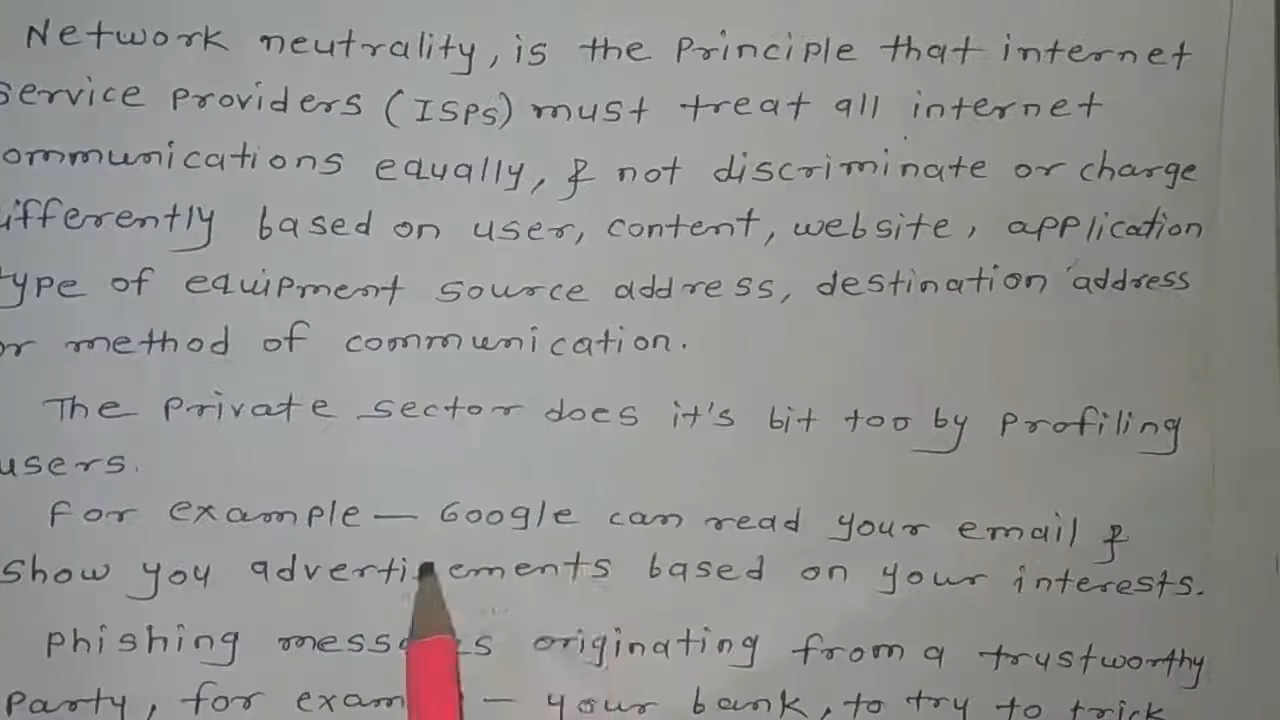 Network neutrality, is the principle that internet
service providers (ISPs) must treat all internet
ommunications equally, & not discriminate or charge
ifferently based on user, content, website, application
type of equipment source address, destination address
or method of communication.
The private sector does it's bit too by profiling
users.
for example — Google can read your email &
show you advertisements based on your interests.
phishing messages originating from a trustworthy
party, for example — your bank, to try to trick